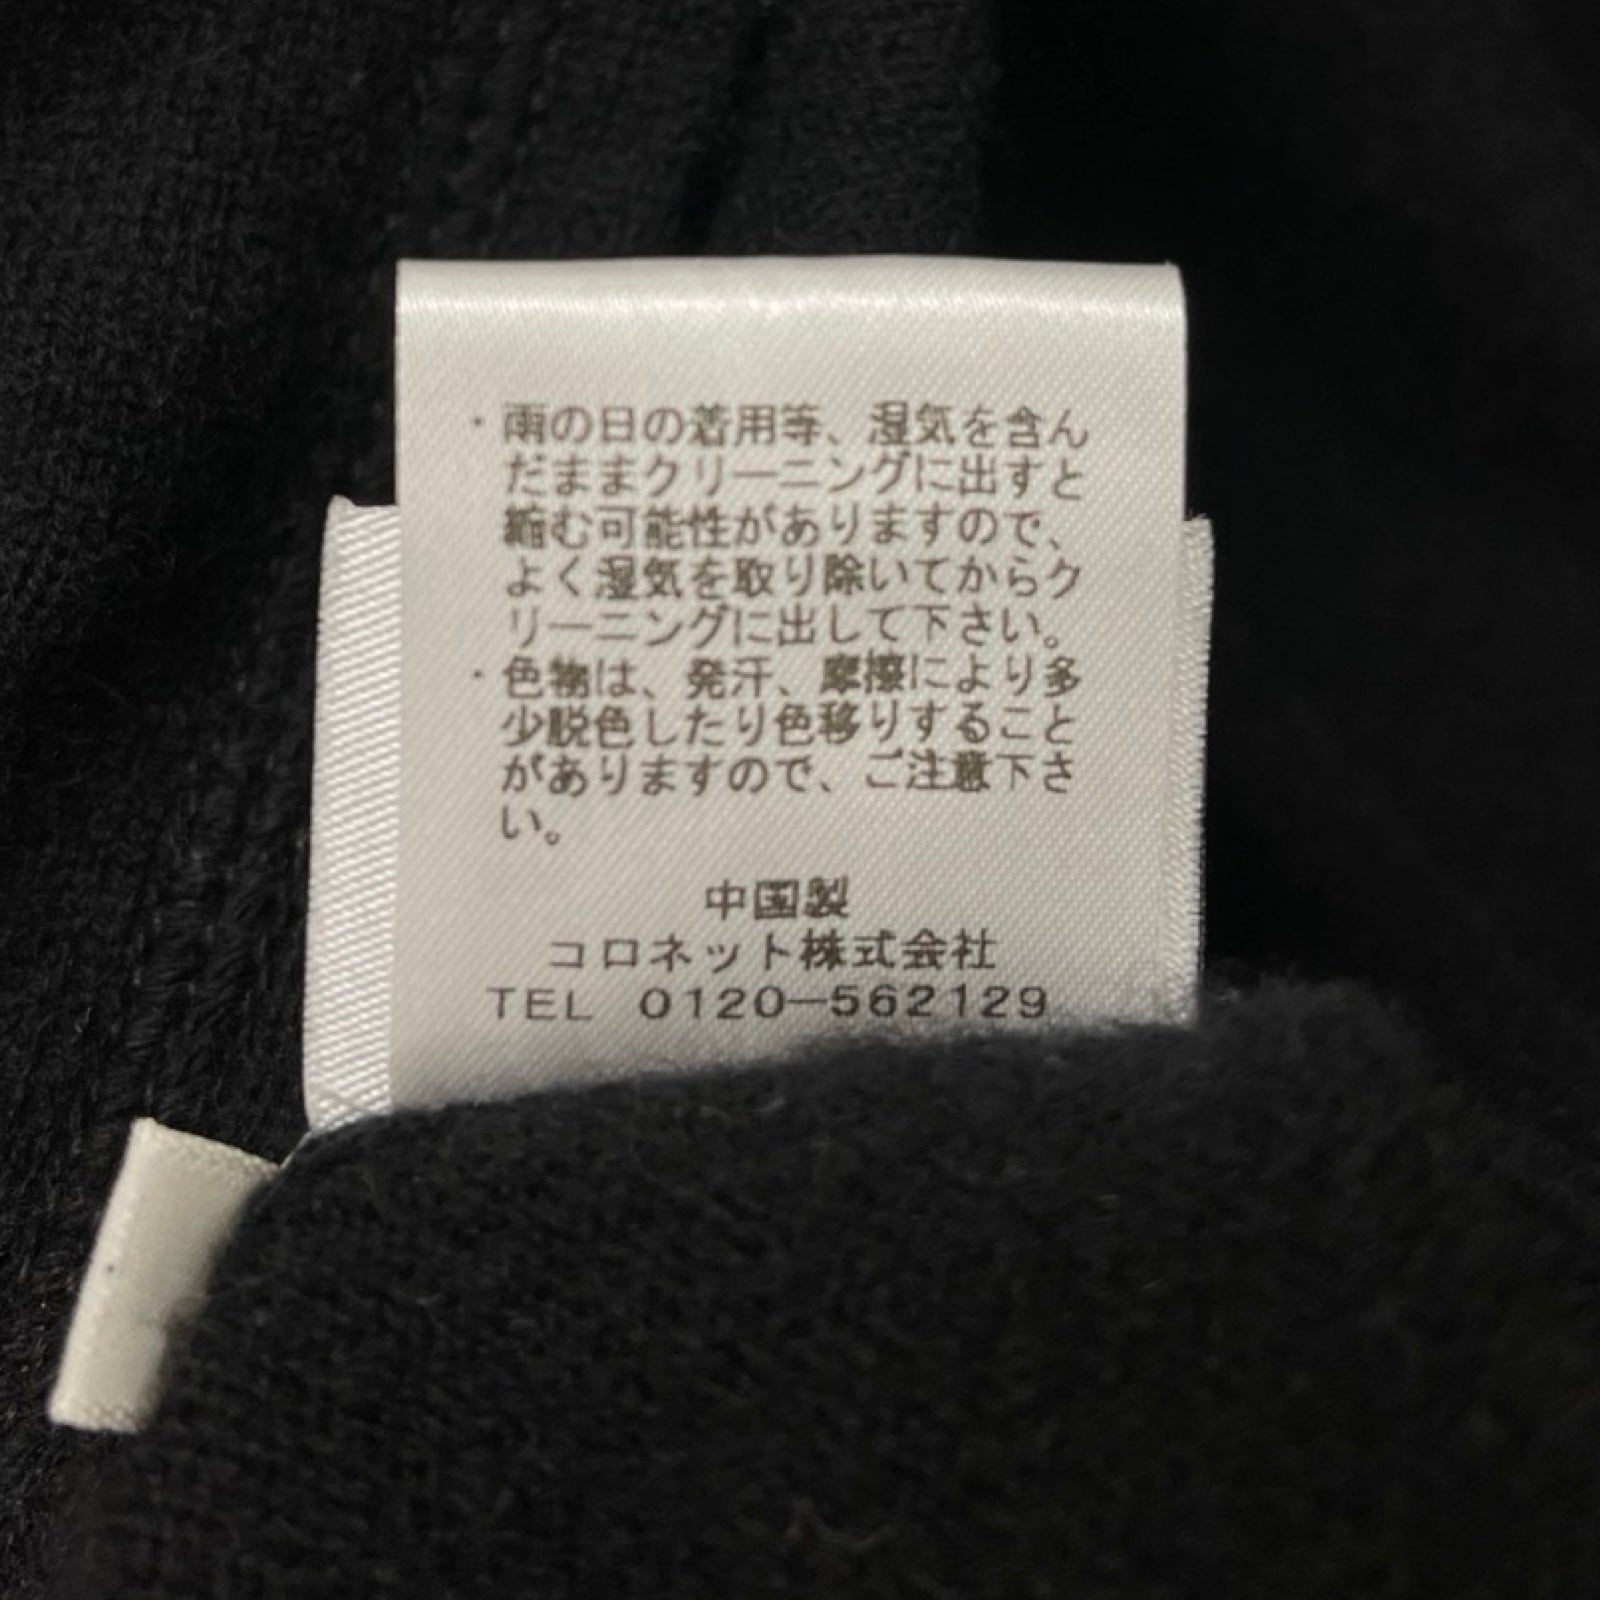 ・雨の日の着用等、湿気を含ん
だままクリーニングに出すと
縮む可能性がありますので、
よく湿気を取り除いてからク
リーニングに出して下さい。
・色物は、発汗、摩擦により多
少脱色したり色移りすること
がありますので、ご注意下さ
い。
中国製
コロネット株式会社
TEL 0120-562129